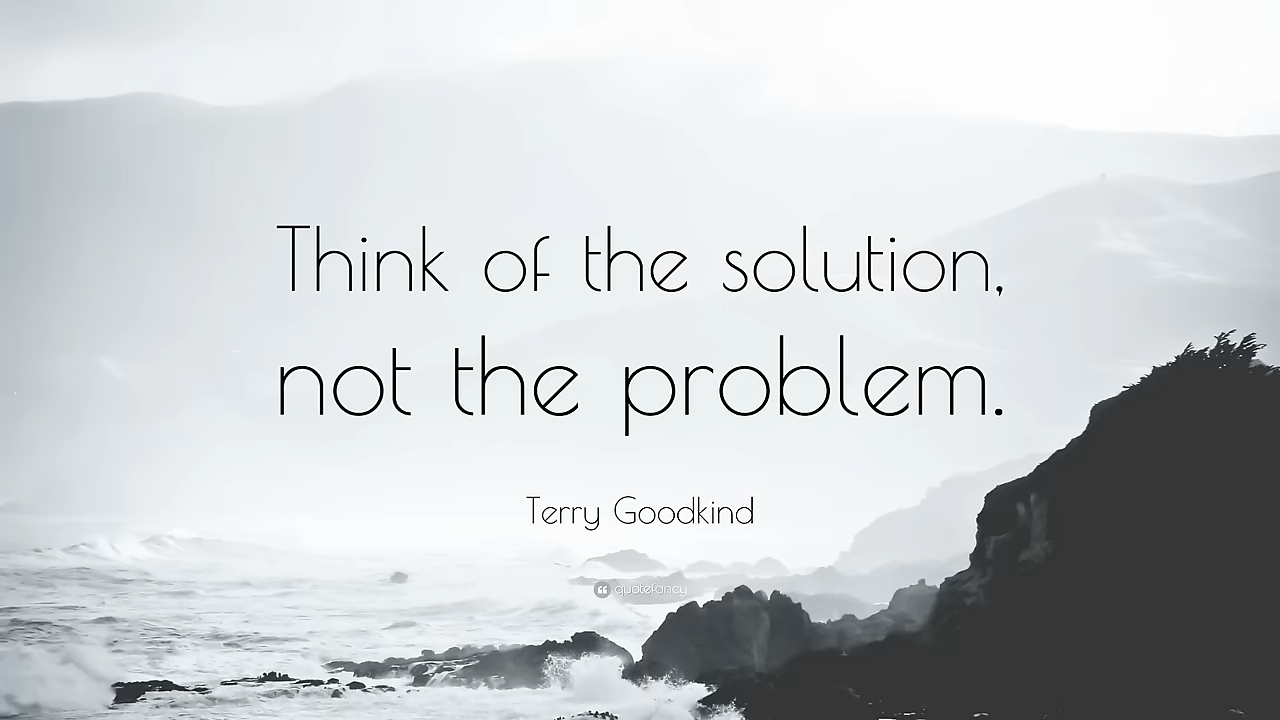 Think of the solution,
not the problem.
Terry Goodkind
quotefancy